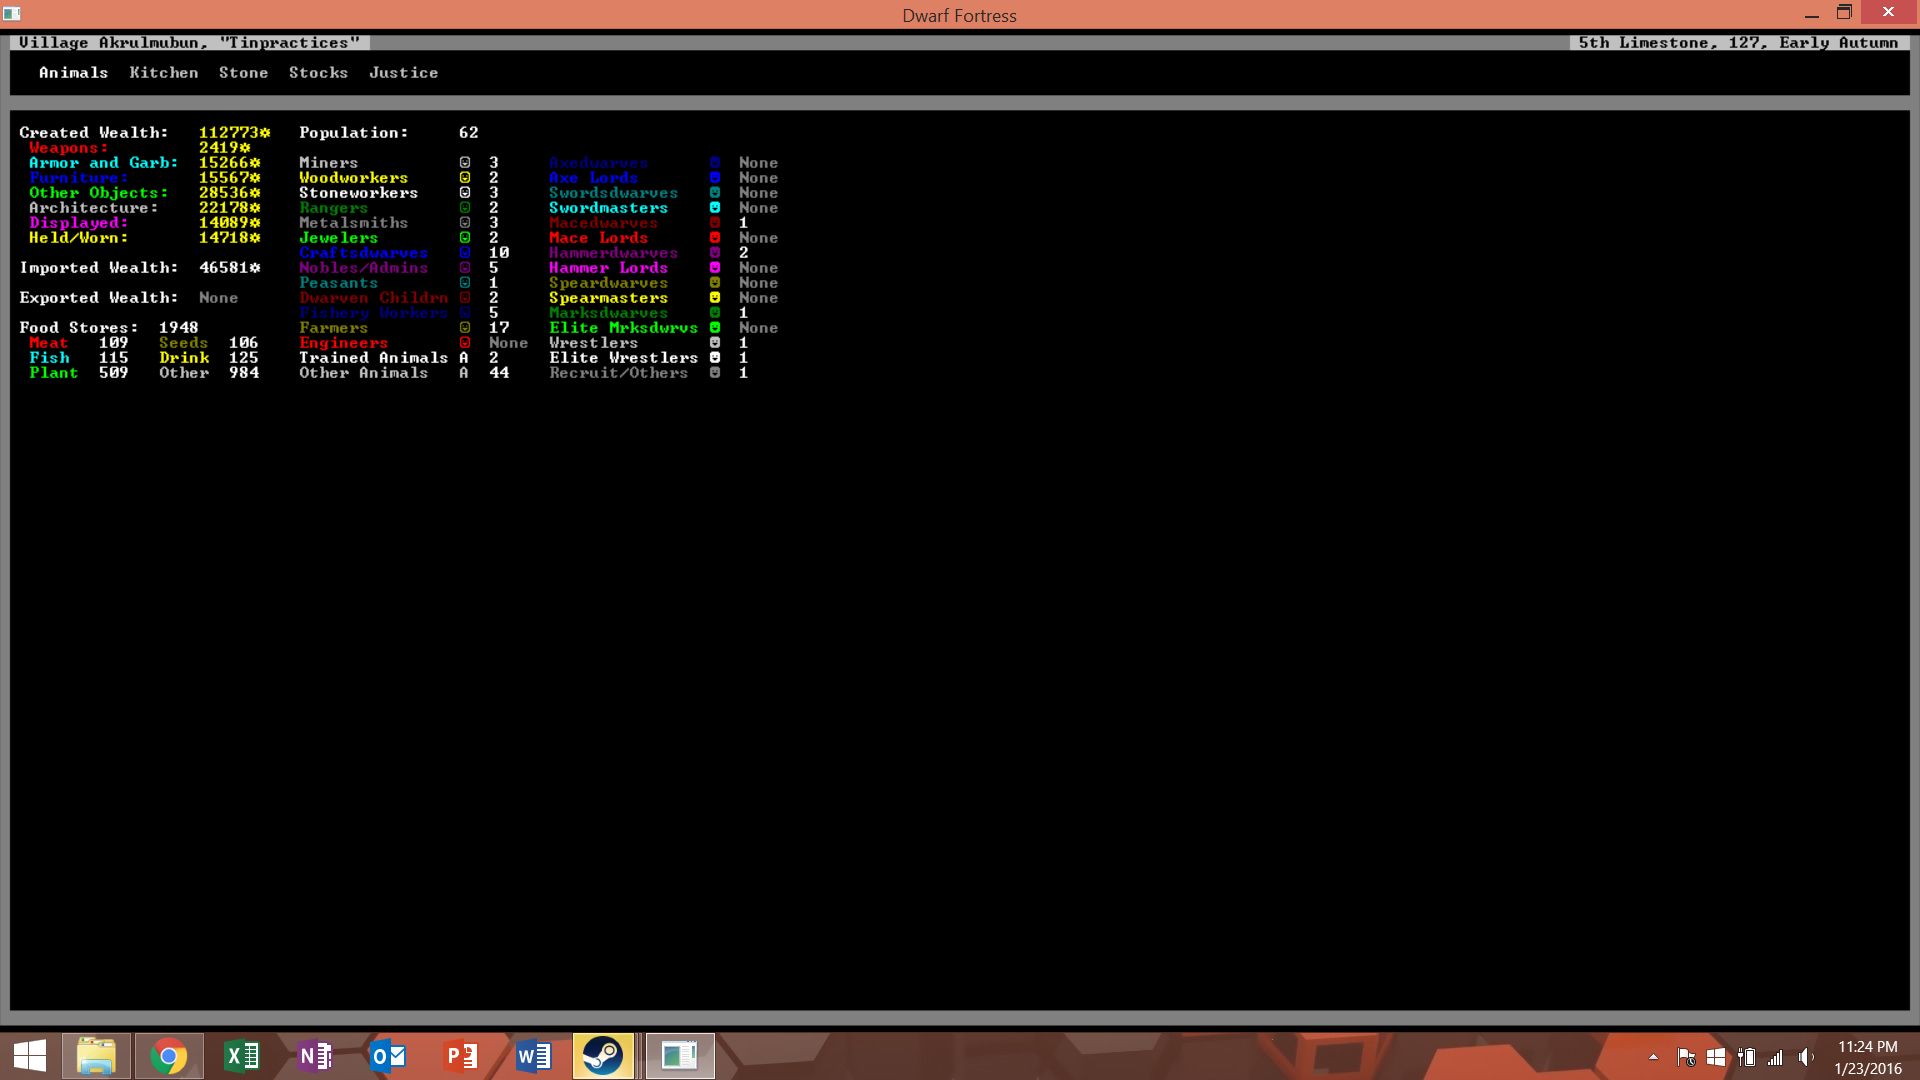 Dwarf Fortress
Village Akrulmubun, "Tinpractices" 5th Limestone, 127, Early Autumn
Animals Kitchen Stone Stocks Justice
Created Wealth: 112773☼ Population: 62
Weapons: 2419☼
Armor and Garb: 15266☼ Miners 3 Axedwarves None
Furniture: 15567☼ Woodworkers 2 Axe Lords None
Other Objects: 28536☼ Stoneworkers 3 Swordsdwarves None
Architecture: 22178☼ Rangers 2 Swordmasters None
Displayed: 14089☼ Metalsmiths 3 Macedwarves 1
Held/Worn: 14718☼ Jewelers 2 Mace Lords None
Craftsdwarves 10 Hammerdwarves 2
Imported Wealth: 46581☼ Nobles/Admins 5 Hammer Lords None
Peasants 1 Speardwarves None
Exported Wealth: None Dwarven Childrn 2 Spearmasters None
Fishery Workers 5 Marksdwarves 1
Food Stores: 1948 Farmers 17 Elite Mrksdwrvs None
Meat 109 Seeds 106 Engineers None Wrestlers 1
Fish 115 Drink 125 Trained Animals A 2 Elite Wrestlers 1
Plant 509 Other 984 Other Animals A 44 Recruit/Others 1
11:24 PM
1/23/2016